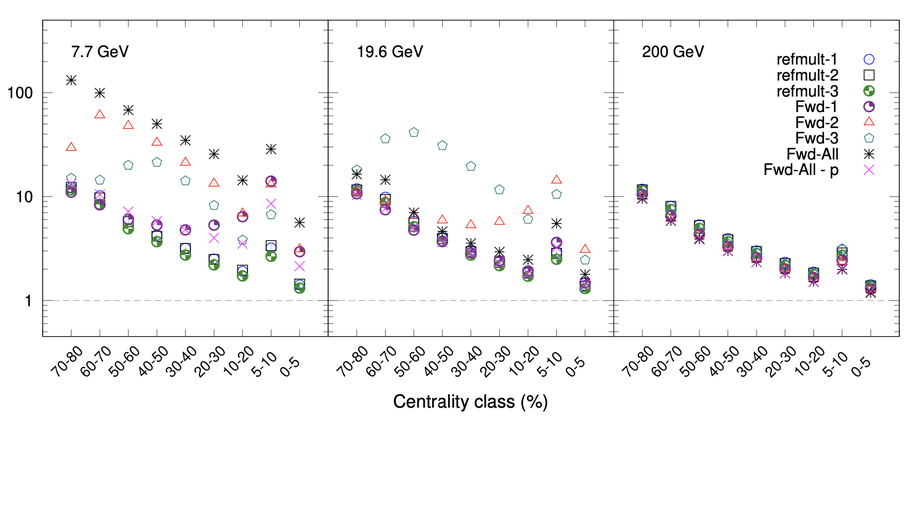 7.7 GeV
19.6 GeV
200 GeV
refmult-1
refmult-2
refmult-3
Fwd-1
Fwd-2
Fwd-3
Fwd-All
Fwd-All - p
100
10
1
70-80 60-70 50-60 40-50 30-40 20-30 10-20 5-10 0-5
70-80 60-70 50-60 40-50 30-40 20-30 10-20 5-10 0-5
70-80 60-70 50-60 40-50 30-40 20-30 10-20 5-10 0-5
Centrality class (%)